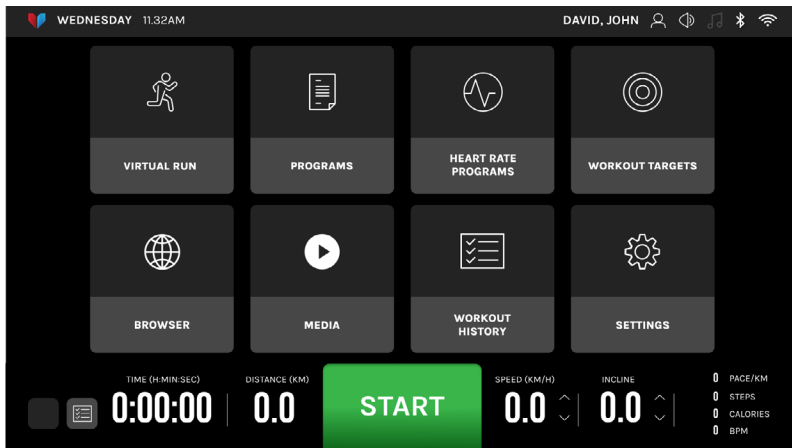 WEDNESDAY 11.32AM
DAVID, JOHN
VIRTUAL RUN
PROGRAMS
HEART RATE
PROGRAMS
WORKOUT TARGETS
BROWSER
MEDIA
WORKOUT
HISTORY
SETTINGS
TIME (H:MIN:SEC)
0:00:00
DISTANCE (KM)
0.0
START
SPEED (KM/H)
0.0
INCLINE
0.0
0 PACE/KM
0 STEPS
0 CALORIES
0 BPM